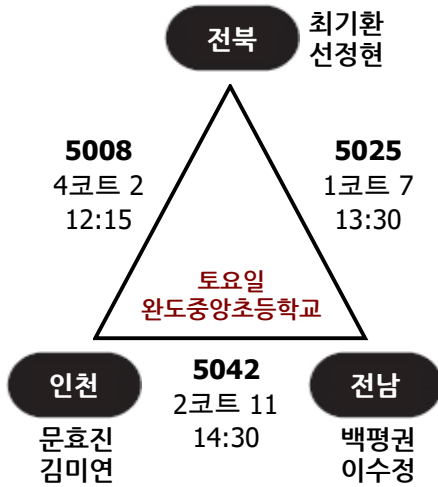 전북
최기환
선정현
5008
4코트 2
12:15
5025
1코트 7
13:30
토요일
완도중앙초등학교
인천
문효진
김미연
5042
2코트 11
14:30
전남
백평권
이수정